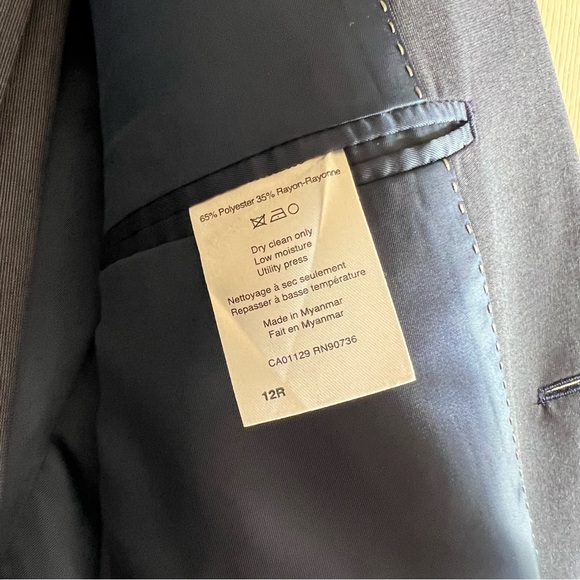 65% Polyester 35% Rayon-Rayonne
Dry clean only
Low moisture
Utility press
Nettoyage à sec seulement
Repasser à basse température
Made in Myanmar
Fait en Myanmar
CA01129 RN90736
12R